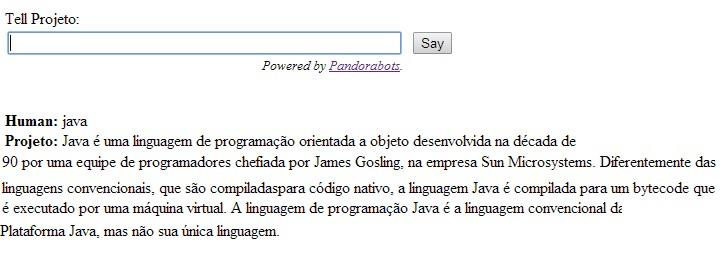 Tell Projeto:
Say
Powered by Pandorabots.
Human: java
Projeto: Java é uma linguagem de programação orientada a objeto desenvolvida na década de
90 por uma equipe de programadores chefiada por James Gosling, na empresa Sun Microsystems. Diferentemente das
linguagens convencionais, que são compiladaspara código nativo, a linguagem Java é compilada para um bytecode que
é executado por uma máquina virtual. A linguagem de programação Java é a linguagem convencional da
Plataforma Java, mas não sua única linguagem.